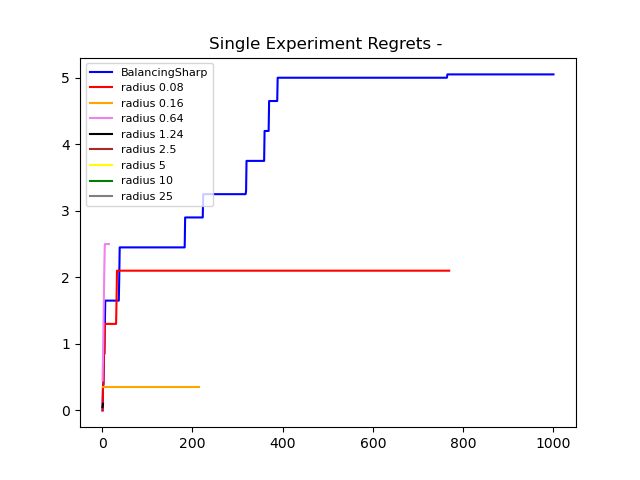 Single Experiment Regrets -
BalancingSharp
radius 0.08
radius 0.16
radius 0.64
radius 1.24
radius 2.5
radius 5
radius 10
radius 25
5
4
3
2
1
0
0 200 400 600 800 1000